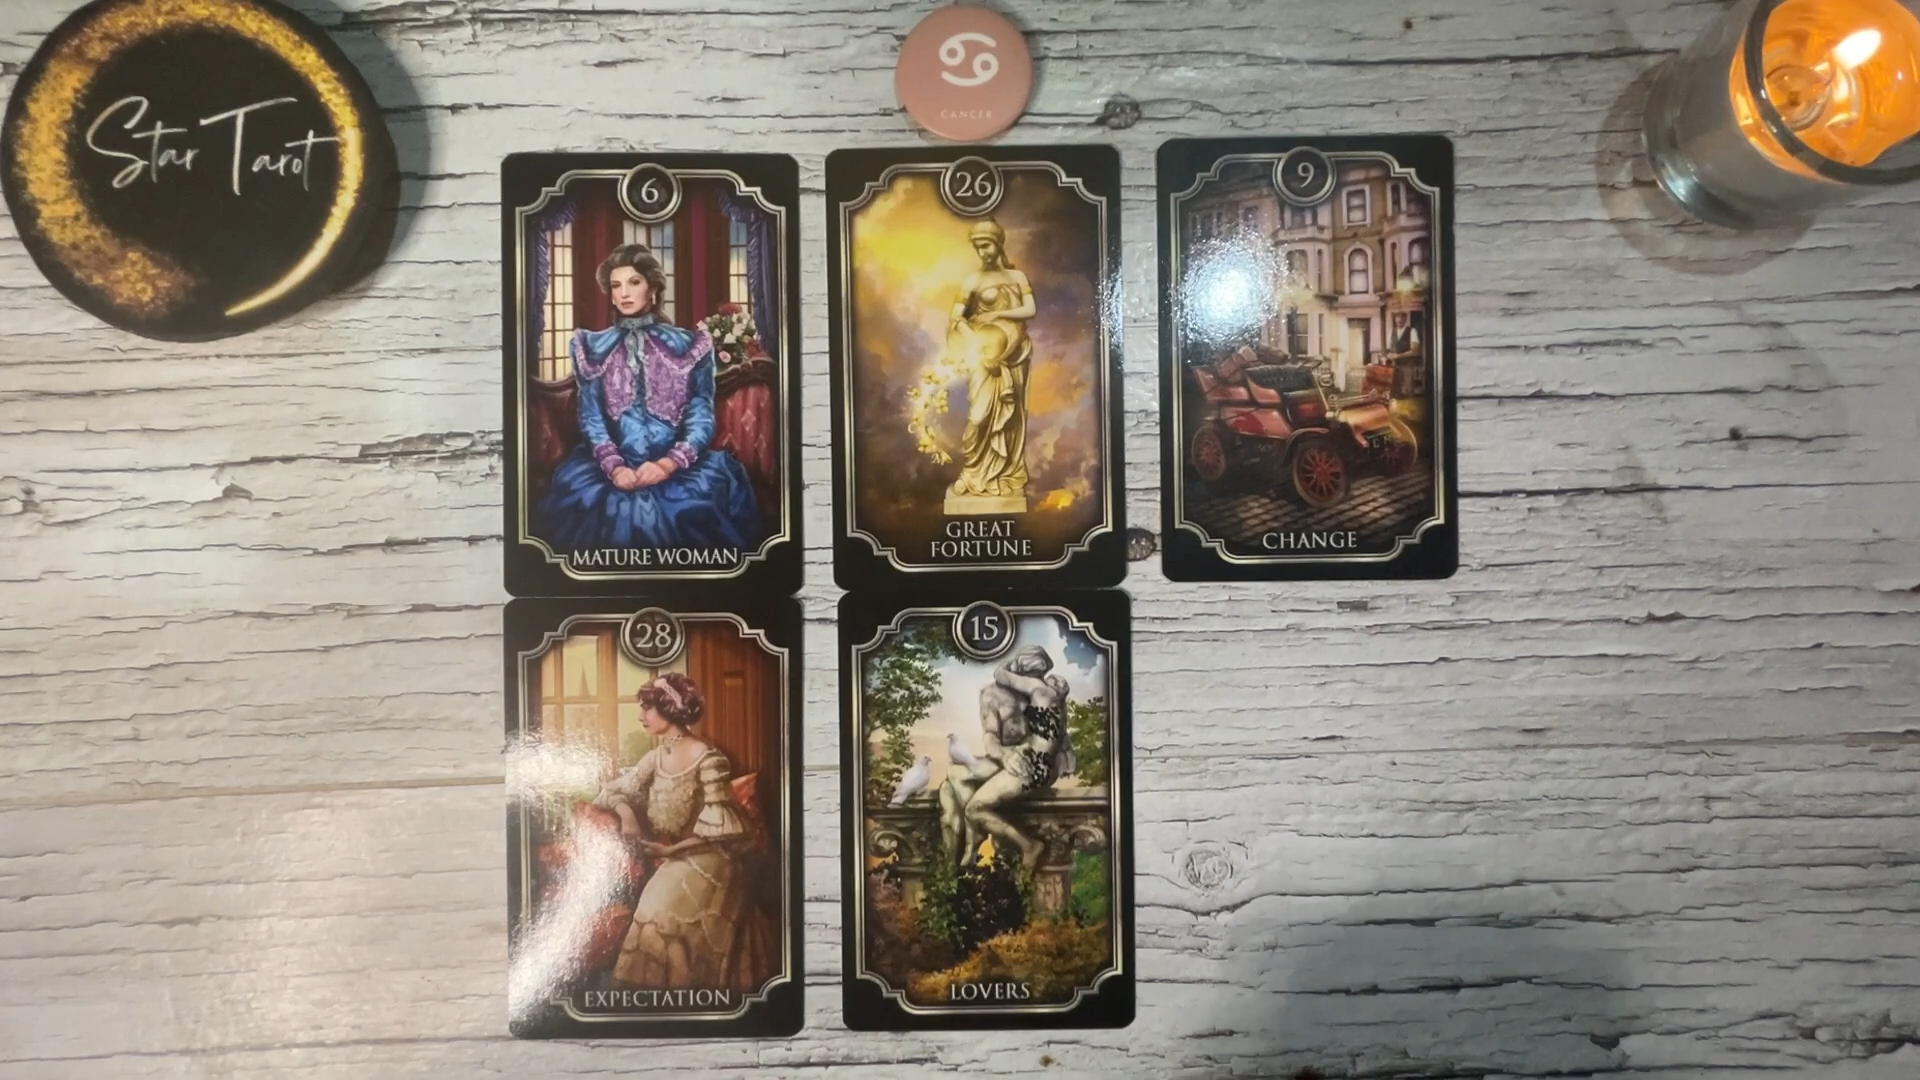 Star Tarot
CANCER
6
MATURE WOMAN
26
GREAT
FORTUNE
9
CHANGE
28
EXPECTATION
15
LOVERS